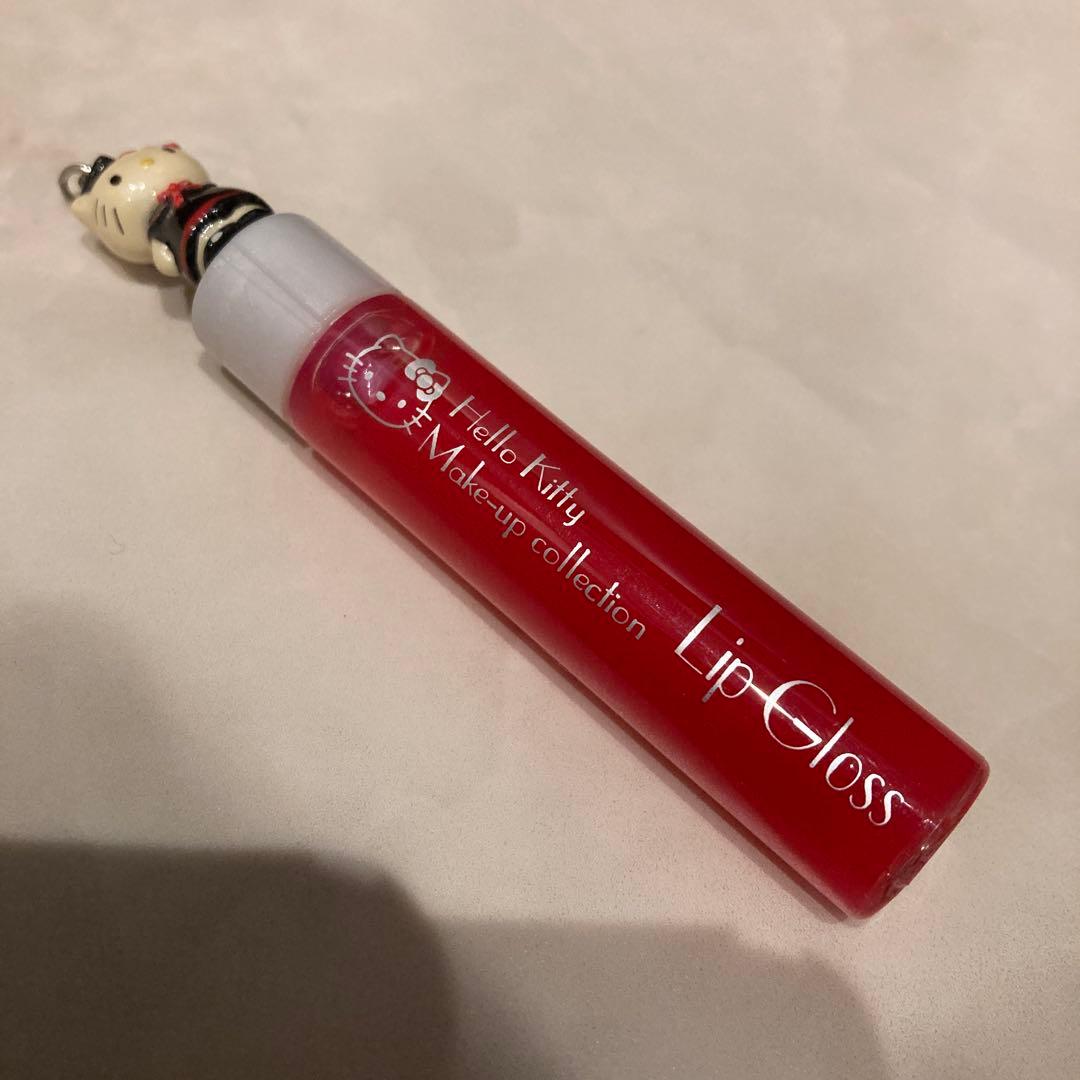 Hello Kitty
Make-up collection
Lip Gloss